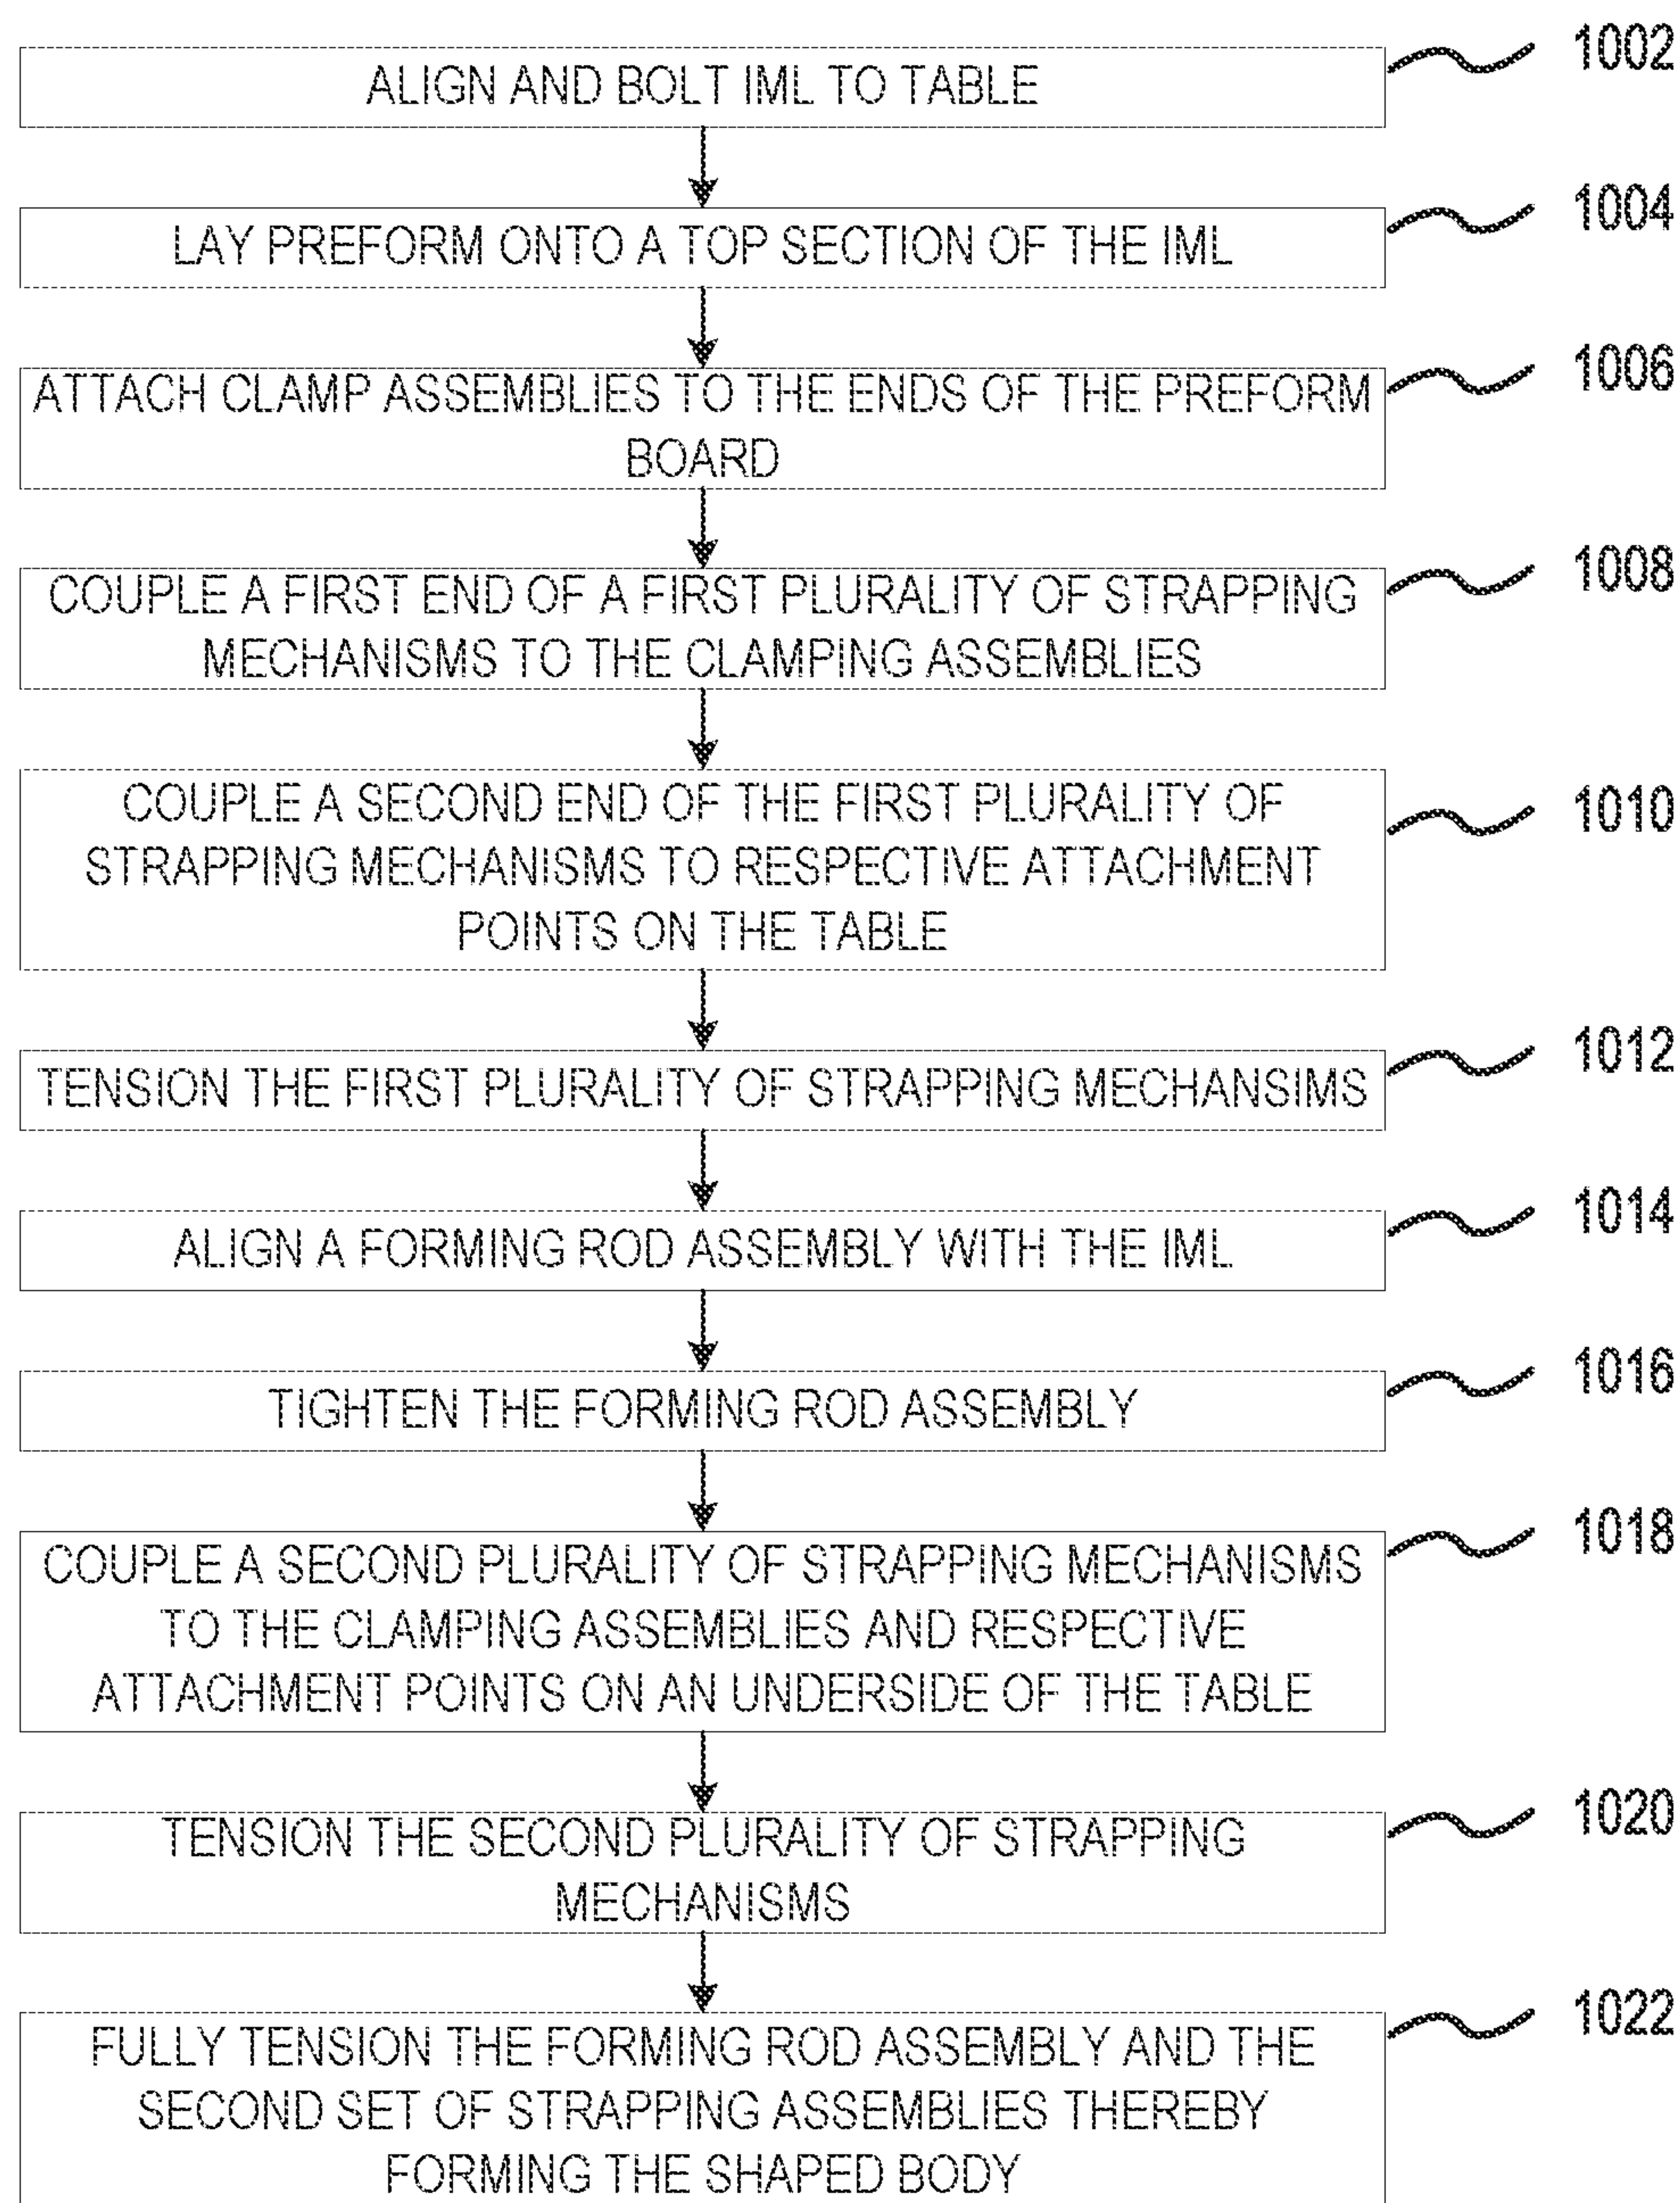 ALIGN AND BOLT IML TO TABLE
1002
LAY PREFORM ONTO A TOP SECTION OF THE IML
1004
ATTACH CLAMP ASSEMBLIES TO THE ENDS OF THE PREFORM
BOARD
1006
COUPLE A FIRST END OF A FIRST PLURALITY OF STRAPPING
MECHANISMS TO THE CLAMPING ASSEMBLIES
1008
COUPLE A SECOND END OF THE FIRST PLURALITY OF
STRAPPING MECHANISMS TO RESPECTIVE ATTACHMENT
POINTS ON THE TABLE
1010
TENSION THE FIRST PLURALITY OF STRAPPING MECHANSIMS
1012
ALIGN A FORMING ROD ASSEMBLY WITH THE IML
1014
TIGHTEN THE FORMING ROD ASSEMBLY
1016
COUPLE A SECOND PLURALITY OF STRAPPING MECHANISMS
TO THE CLAMPING ASSEMBLIES AND RESPECTIVE
ATTACHMENT POINTS ON AN UNDERSIDE OF THE TABLE
1018
TENSION THE SECOND PLURALITY OF STRAPPING
MECHANISMS
1020
FULLY TENSION THE FORMING ROD ASSEMBLY AND THE
SECOND SET OF STRAPPING ASSEMBLIES THEREBY
FORMING THE SHAPED BODY
1022